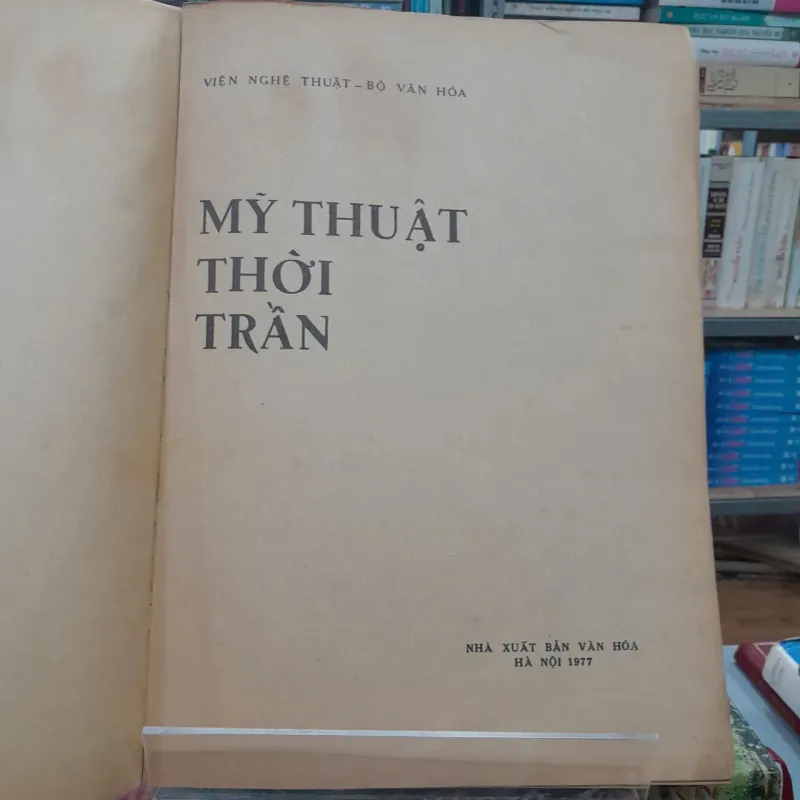 VIỆN NGHỆ THUẬT – BỘ VĂN HÓA
MỸ THUẬT
THỜI
TRẦN
NHÀ XUẤT BẢN VĂN HÓA
HÀ NỘI 1977